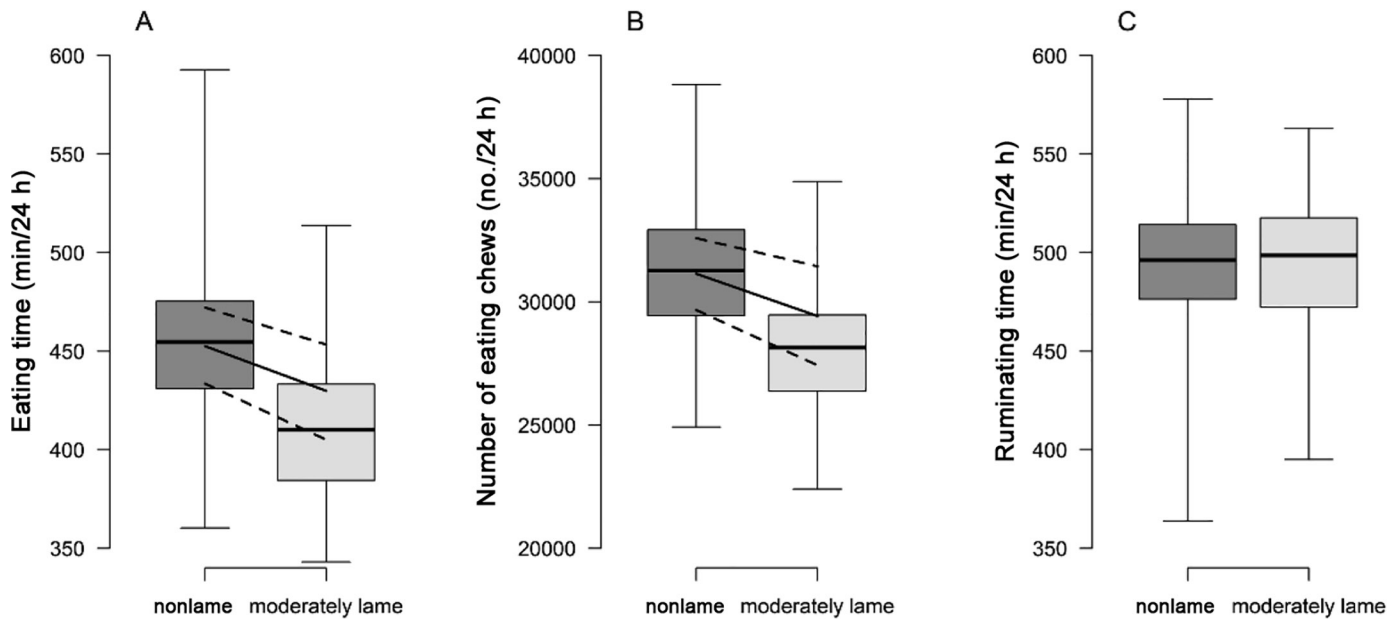 A
Eating time (min/24 h)
600
550
500
450
400
350
nonlame moderately lame
B
Number of eating chews (no./24 h)
40000
35000
30000
25000
20000
nonlame moderately lame
C
Ruminating time (min/24 h)
600
550
500
450
400
350
nonlame moderately lame